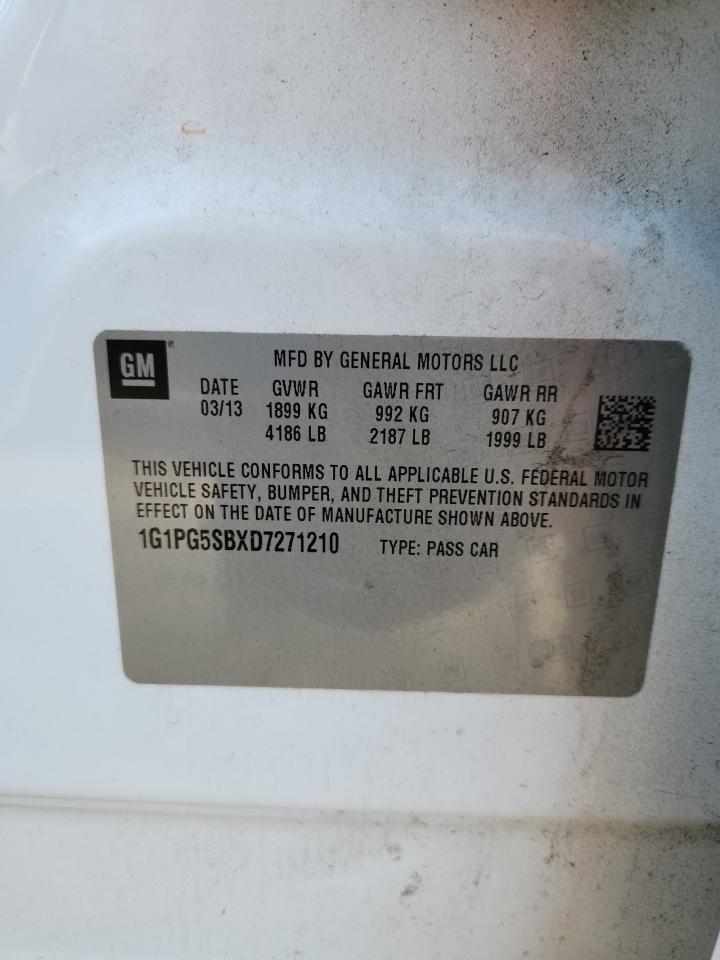 GM®
MFD BY GENERAL MOTORS LLC
DATE GVWR GAWR FRT GAWR RR
03/13 1899 KG 992 KG 907 KG
4186 LB 2187 LB 1999 LB
THIS VEHICLE CONFORMS TO ALL APPLICABLE U.S. FEDERAL MOTOR
VEHICLE SAFETY, BUMPER, AND THEFT PREVENTION STANDARDS IN
EFFECT ON THE DATE OF MANUFACTURE SHOWN ABOVE.
1G1PG5SBXD7271210 TYPE: PASS CAR